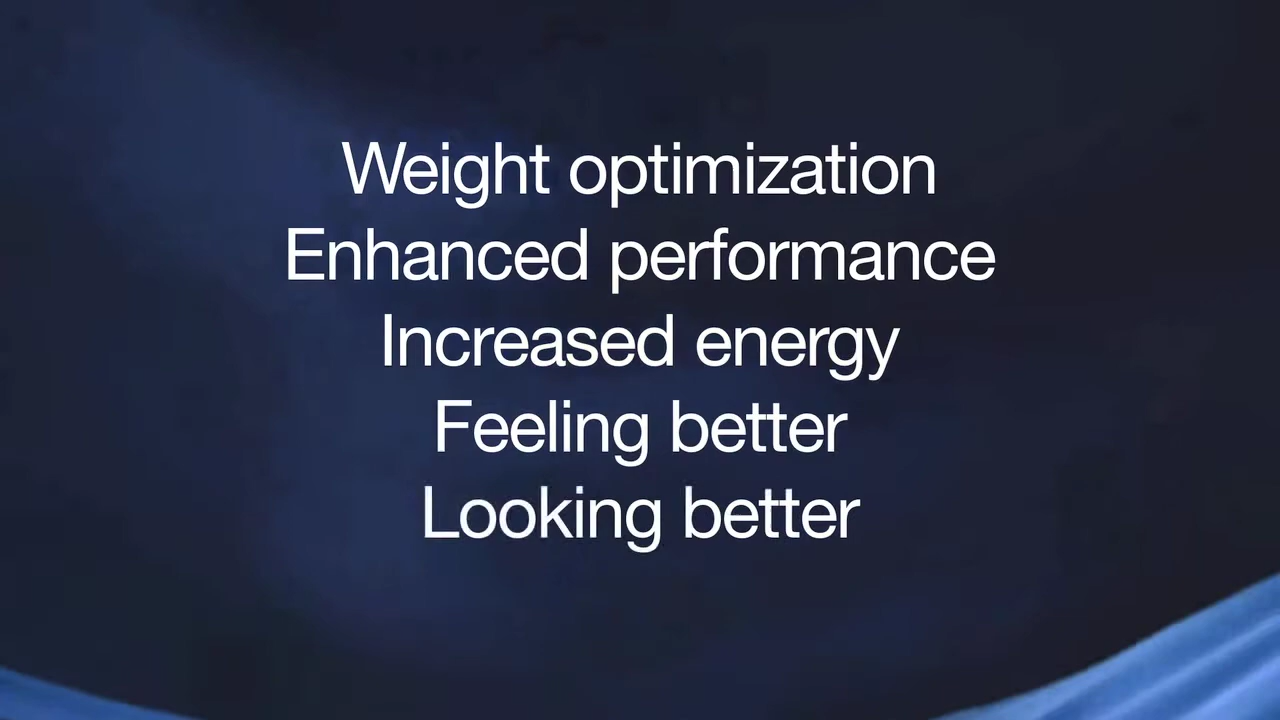 Weight optimization
Enhanced performance
Increased energy
Feeling better
Looking better